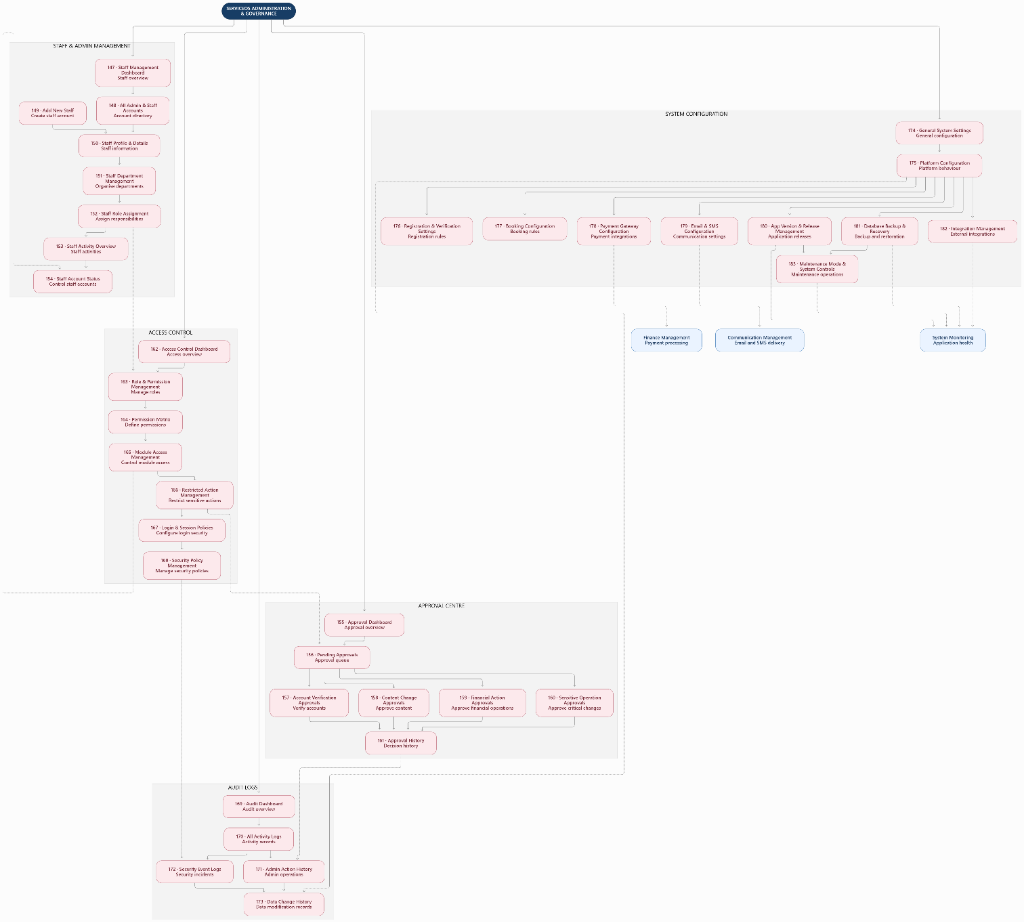 SERVICEOS ADMINISTRATION
& GOVERNANCE
STAFF & ADMIN MANAGEMENT
147 · Staff Management
Dashboard
Staff overview
149 · Add New Staff
Create staff account
148 · All Admin & Staff
Accounts
Account directory
150 · Staff Profile & Details
Staff information
151 · Staff Department
Management
Organise departments
152 · Staff Role Assignment
Assign responsibilities
153 · Staff Activity Overview
Staff activities
154 · Staff Account Status
Control staff accounts
SYSTEM CONFIGURATION
174 · General System Settings
General configuration
175 · Platform Configuration
Platform behaviour
176 · Registration & Verification
Settings
Registration rules
177 · Booking Configuration
Booking rules
178 · Payment Gateway
Configuration
Payment integrations
179 · Email & SMS
Configuration
Communication settings
180 · App Version & Release
Management
Application releases
181 · Database Backup &
Recovery
Backup and restoration
182 · Integration Management
External integrations
183 · Maintenance Mode &
System Controls
Maintenance operations
Finance Management
Payment processing
Communication Management
Email and SMS delivery
System Monitoring
Application health
ACCESS CONTROL
162 · Access Control Dashboard
Access overview
163 · Role & Permission
Management
Manage roles
164 · Permission Matrix
Define permissions
165 · Module Access
Management
Control module access
166 · Restricted Action
Management
Restrict sensitive actions
167 · Login & Session Policies
Configure login security
168 · Security Policy
Management
Manage security policies
APPROVAL CENTRE
155 · Approval Dashboard
Approval overview
156 · Pending Approvals
Approval queue
157 · Account Verification
Approvals
Verify accounts
158 · Content Change
Approvals
Approve content
159 · Financial Action
Approvals
Approve financial operations
160 · Sensitive Operation
Approvals
Approve critical changes
161 · Approval History
Decision history
AUDIT LOGS
169 · Audit Dashboard
Audit overview
170 · All Activity Logs
Activity records
172 · Security Event Logs
Security incidents
171 · Admin Action History
Admin operations
173 · Data Change History
Data modification records